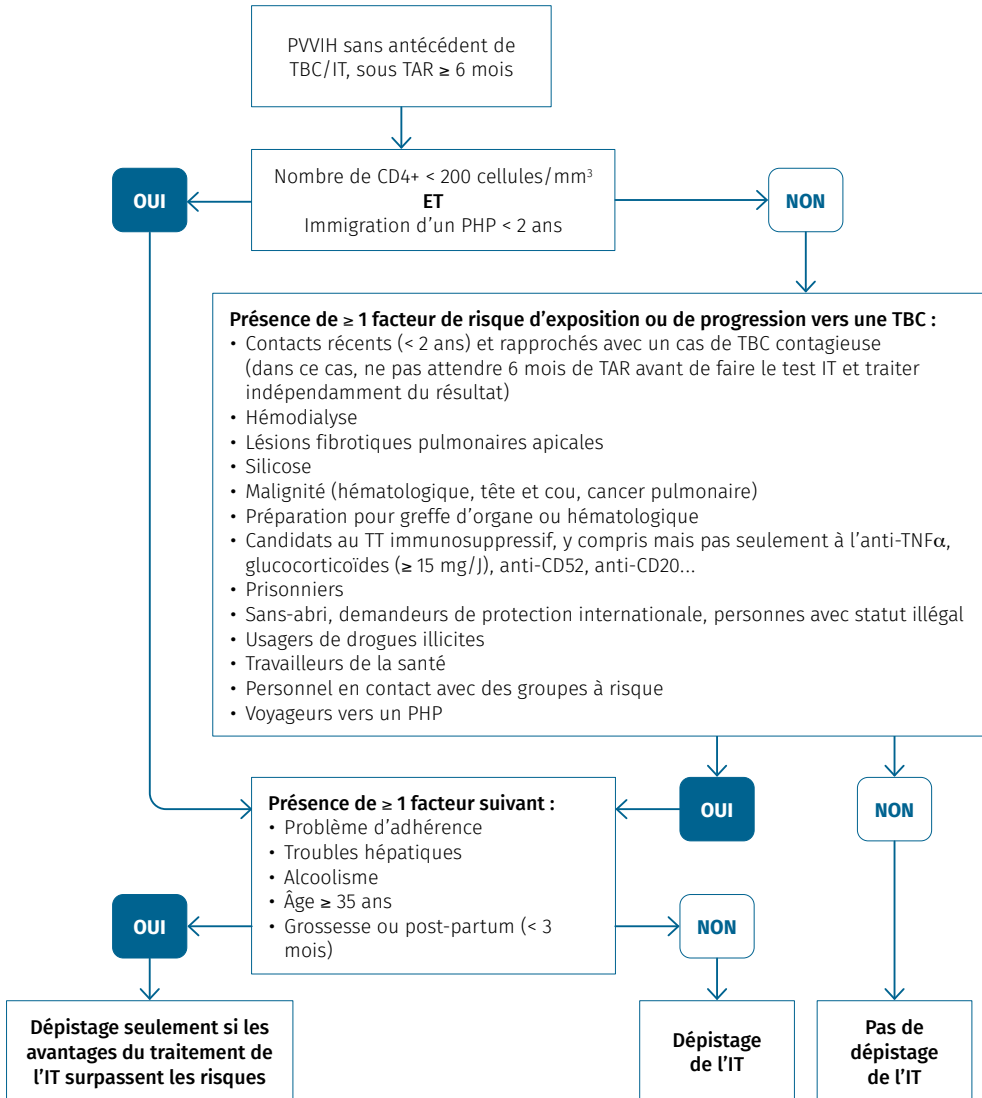 PVVIH sans antécédent de
TBC/IT, sous TAR ≥ 6 mois
Nombre de CD4+ < 200 cellules/mm³
ET
Immigration d’un PHP < 2 ans
OUI
NON
Présence de ≥ 1 facteur de risque d’exposition ou de progression vers une TBC :
• Contacts récents (< 2 ans) et rapprochés avec un cas de TBC contagieuse
(dans ce cas, ne pas attendre 6 mois de TAR avant de faire le test IT et traiter
indépendamment du résultat)
• Hémodialyse
• Lésions fibrotiques pulmonaires apicales
• Silicose
• Malignité (hématologique, tête et cou, cancer pulmonaire)
• Préparation pour greffe d’organe ou hématologique
• Candidats au TT immunosuppressif, y compris mais pas seulement à l’anti-TNFα,
glucocorticoïdes (≥ 15 mg/J), anti-CD52, anti-CD20...
• Prisonniers
• Sans-abri, demandeurs de protection internationale, personnes avec statut illégal
• Usagers de drogues illicites
• Travailleurs de la santé
• Personnel en contact avec des groupes à risque
• Voyageurs vers un PHP
OUI
NON
Présence de ≥ 1 facteur suivant :
• Problème d’adhérence
• Troubles hépatiques
• Alcoolisme
• Âge ≥ 35 ans
• Grossesse ou post-partum (< 3
mois)
OUI
NON
Dépistage seulement si les
avantages du traitement de
l’IT surpassent les risques
Dépistage
de l’IT
Pas de
dépistage
de l’IT